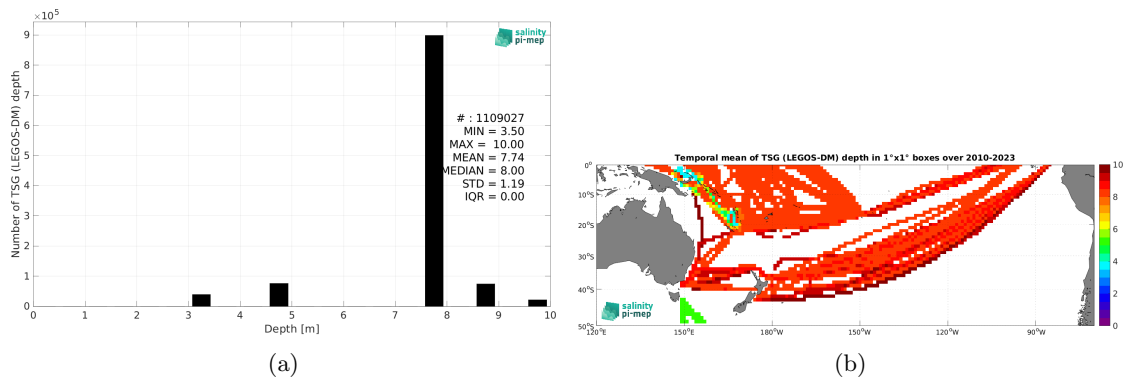 ×10⁵
9
8
7
6
5
4
3
2
1
0
Number of TSG (LEGOS-DM) depth
salinity
pi-mep
# : 1109027
MIN = 3.50
MAX = 10.00
MEAN = 7.74
MEDIAN = 8.00
STD = 1.19
IQR = 0.00
0 1 2 3 4 5 6 7 8 9 10
Depth [m]
(a)
Temporal mean of TSG (LEGOS-DM) depth in 1°x1° boxes over 2010-2023
0°
10°S
20°S
30°S
40°S
50°S
120°E 150°E 180°W 150°W 120°W 90°W
10
8
6
4
2
0
salinity
pi-mep
(b)